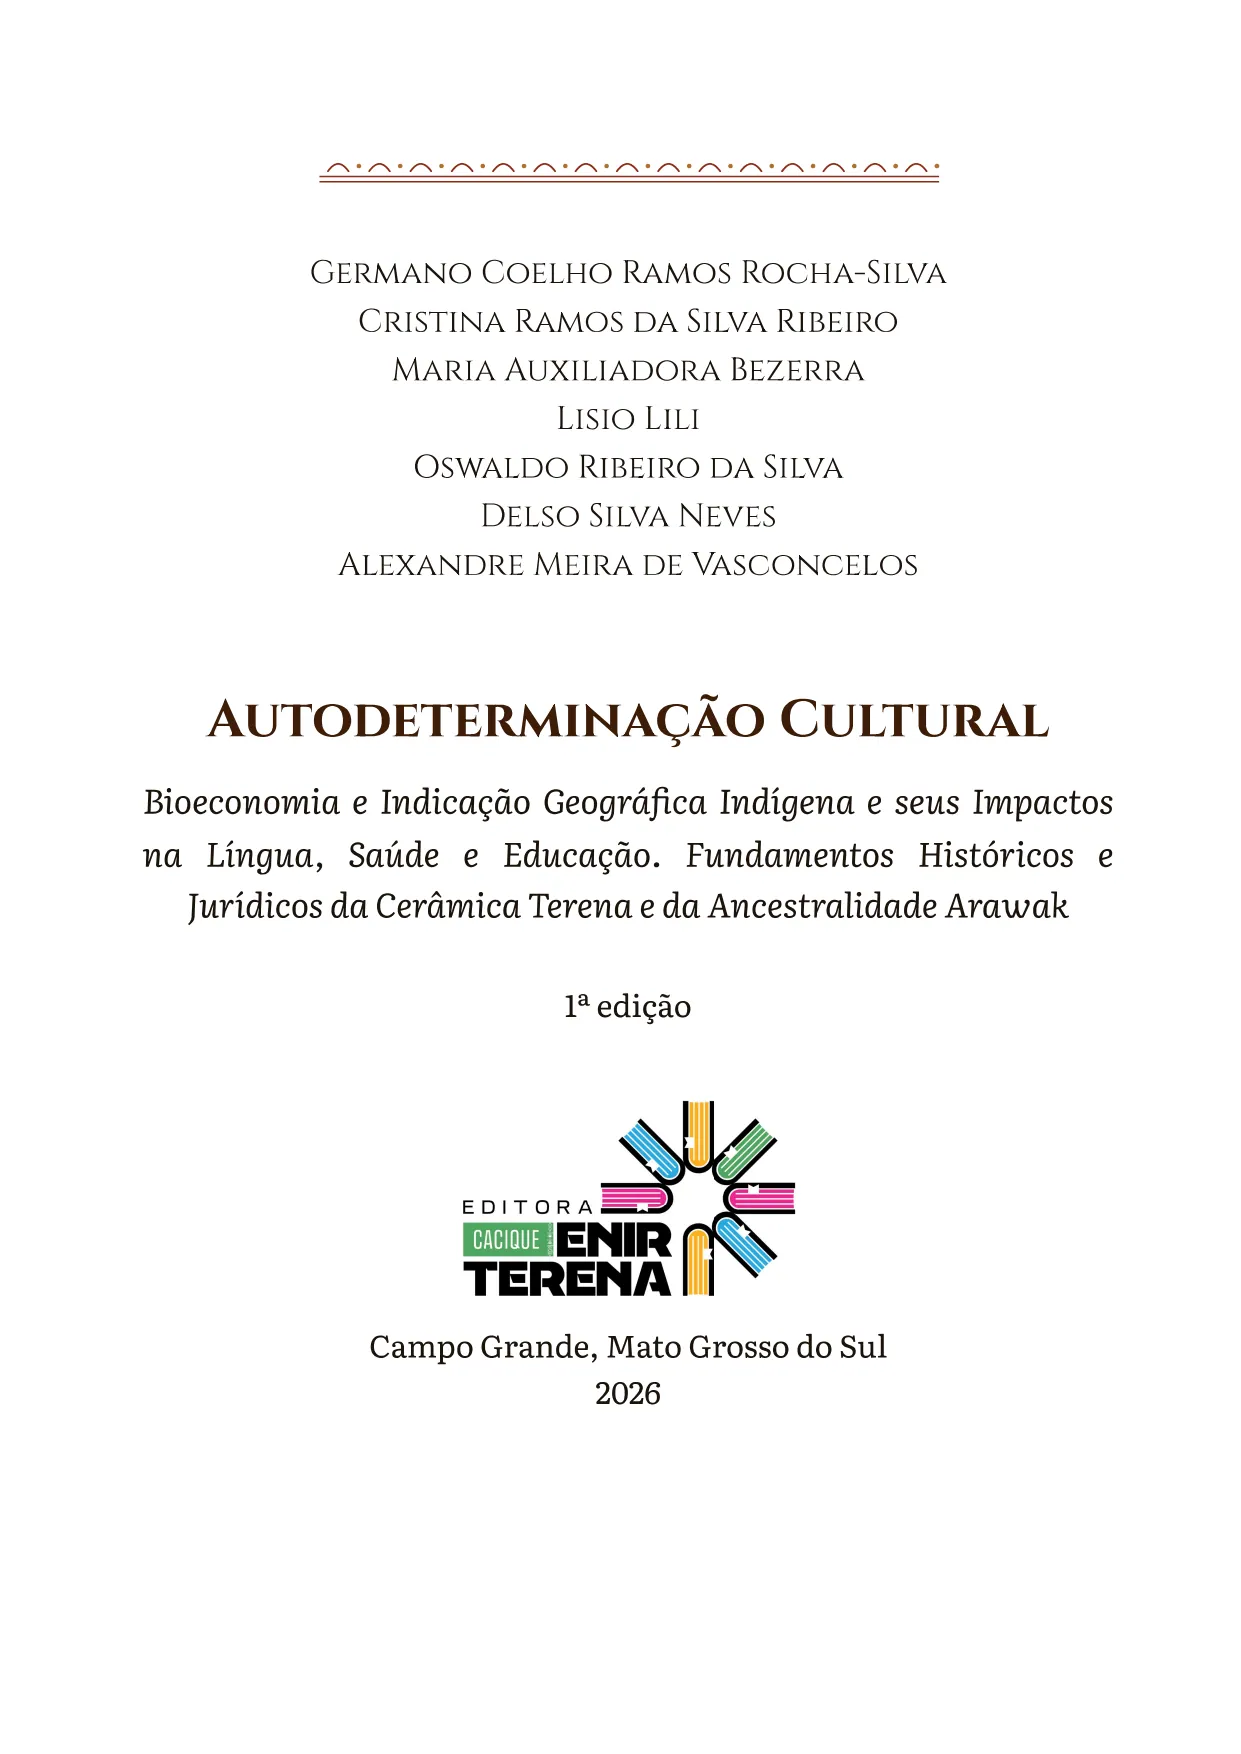 Germano Coelho Ramos Rocha-Silva
Cristina Ramos da Silva Ribeiro
Maria Auxiliadora Bezerra
Lisio Lili
Oswaldo Ribeiro da Silva
Delso Silva Neves
Alexandre Meira de Vasconcelos
Autodeterminação Cultural
Bioeconomia e Indicação Geográfica Indígena e seus Impactos
na Língua, Saúde e Educação. Fundamentos Históricos e
Jurídicos da Cerâmica Terena e da Ancestralidade Arawak
1ª edição
EDITORA
CACIQUE ENIR
TERENA
Campo Grande, Mato Grosso do Sul
2026